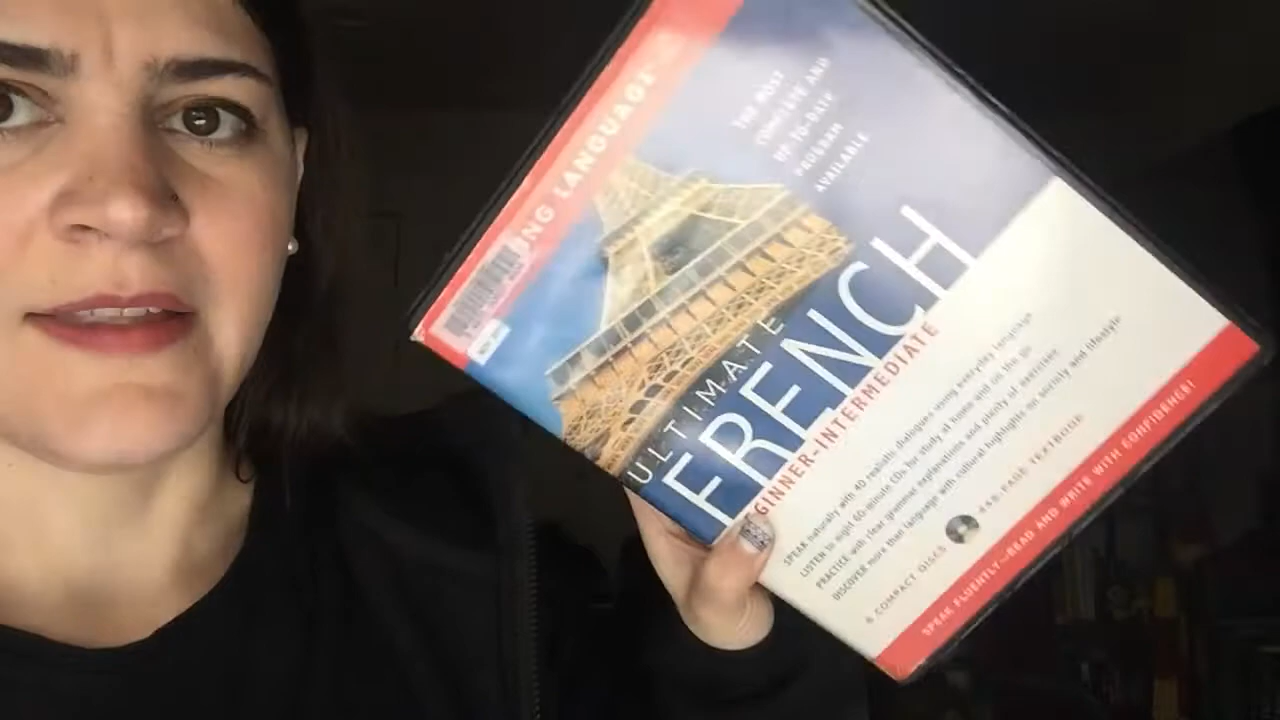 LANGUAGE
THE MOST
COMPLETE AND
UP-TO-DATE
PROGRAM
AVAILABLE
ULTIMATE
FRENCH
GINNER-INTERMEDIATE
SPEAK naturally with 40 realistic dialogues using everyday language
LISTEN to eight 60-minute CDs for study at home and on the go
PRACTICE with clear grammar explanations and plenty of exercises
DISCOVER more than language with cultural highlights on society and lifestyle
COMPACT DISCS
PAGE TEXTBOOK
SPEAK FLUENTLY—READ AND WRITE WITH CONFIDENCE!